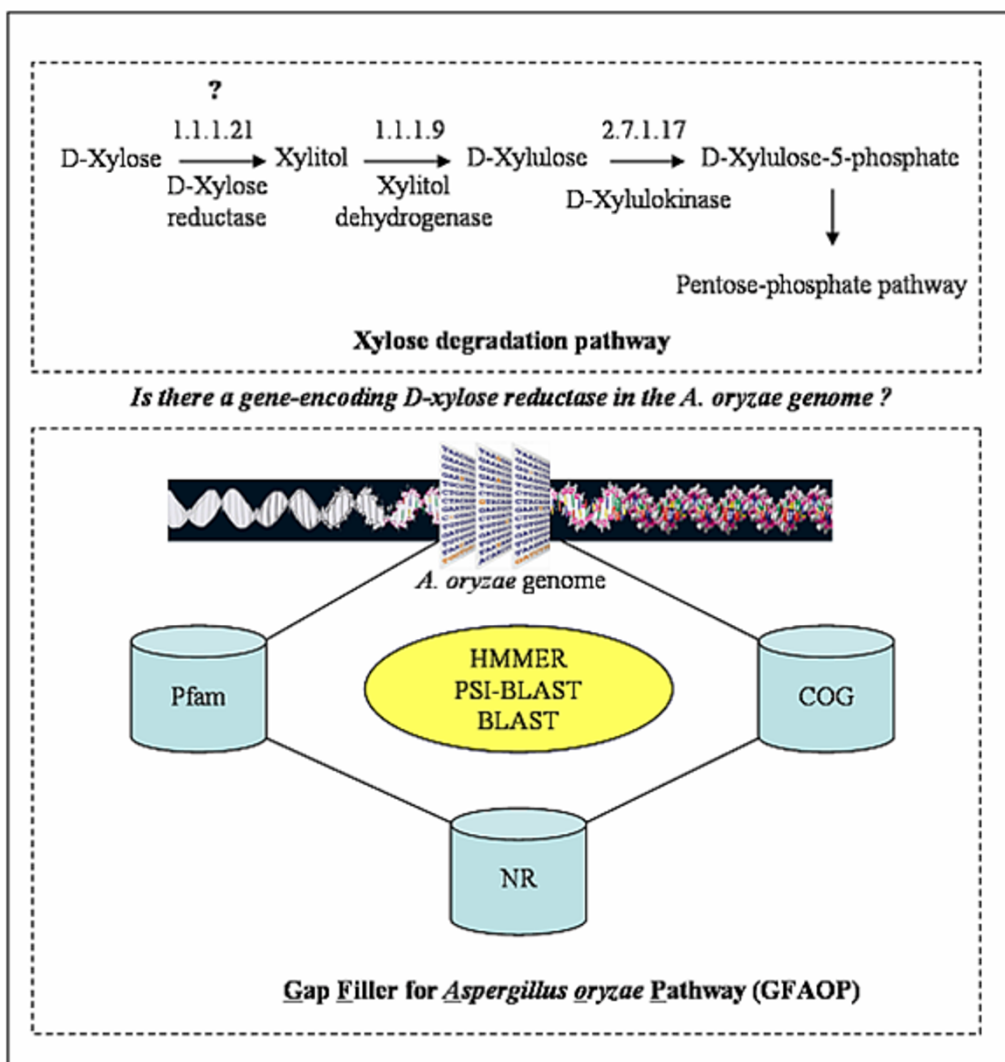 ?
1.1.1.21 1.1.1.9 2.7.1.17
D-Xylose Xylitol D-Xylulose D-Xylulose-5-phosphate
D-Xylose reductase
Xylitol dehydrogenase
D-Xylulokinase
Pentose-phosphate pathway
Xylose degradation pathway
Is there a gene-encoding D-xylose reductase in the A. oryzae genome ?
A. oryzae genome
HMMER
PSI-BLAST
BLAST
Pfam
COG
NR
Gap Filler for Aspergillus oryzae Pathway (GFAOP)